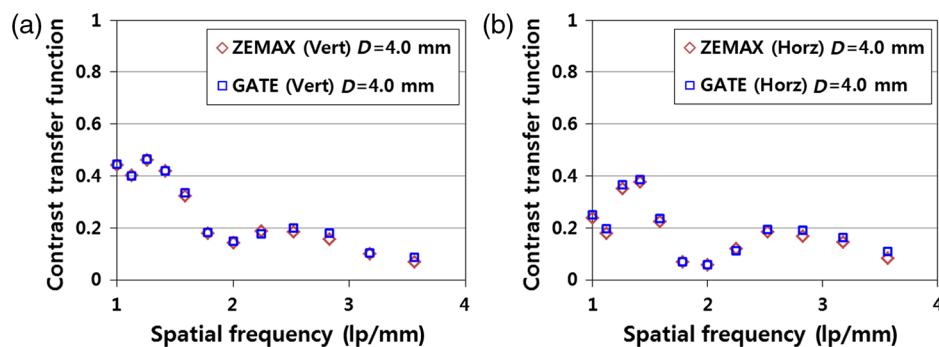 (a)
Contrast transfer function
1
0.8
0.6
0.4
0.2
0
ZEMAX (Vert) D=4.0 mm
GATE (Vert) D=4.0 mm
1
2
3
4
Spatial frequency (lp/mm)
(b)
Contrast transfer function
1
0.8
0.6
0.4
0.2
0
ZEMAX (Horz) D=4.0 mm
GATE (Horz) D=4.0 mm
1
2
3
4
Spatial frequency (lp/mm)